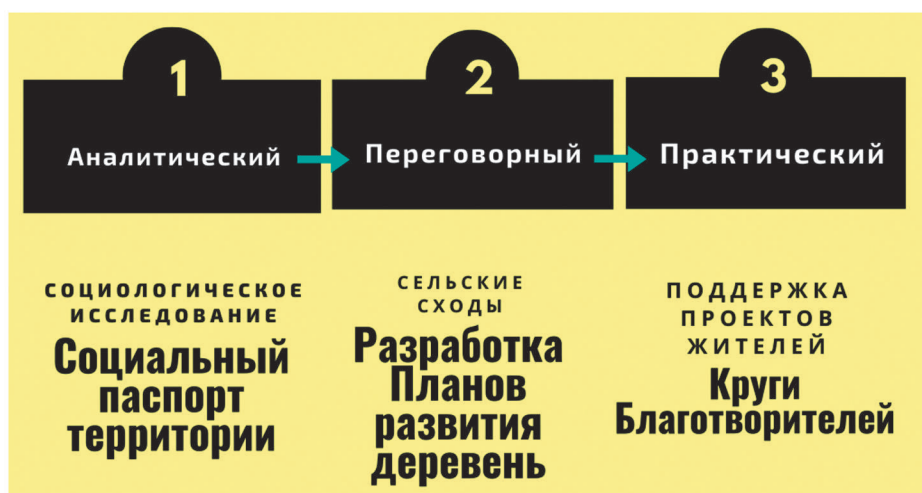 1
Аналитический
СОЦИОЛОГИЧЕСКОЕ
ИССЛЕДОВАНИЕ
Социальный
паспорт
территории
2
Переговорный
СЕЛЬСКИЕ
СХОДЫ
Разработка
Планов
развития
деревень
3
Практический
ПОДДЕРЖКА
ПРОЕКТОВ
ЖИТЕЛЕЙ
Круги
Благотворителей